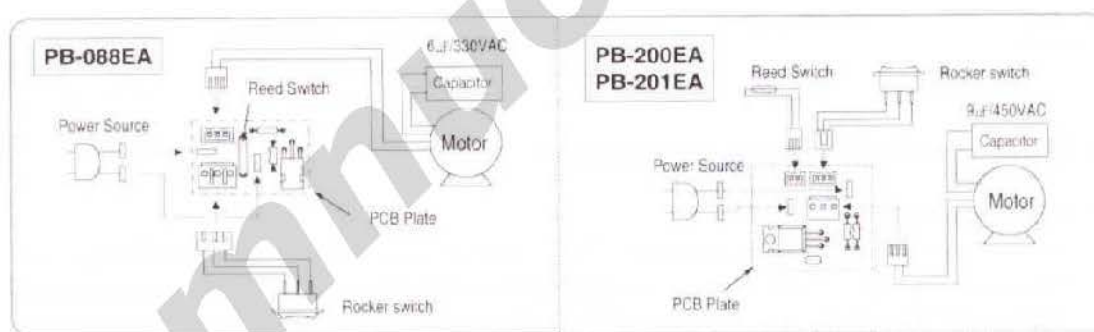 PB-088EA
6μF/330VAC
Capacitor
Reed Switch
Power Source
Motor
PCB Plate
Rocker switch
PB-200EA
PB-201EA
Reed Switch
Rocker switch
9μF/450VAC
Capacitor
Power Source
Motor
PCB Plate